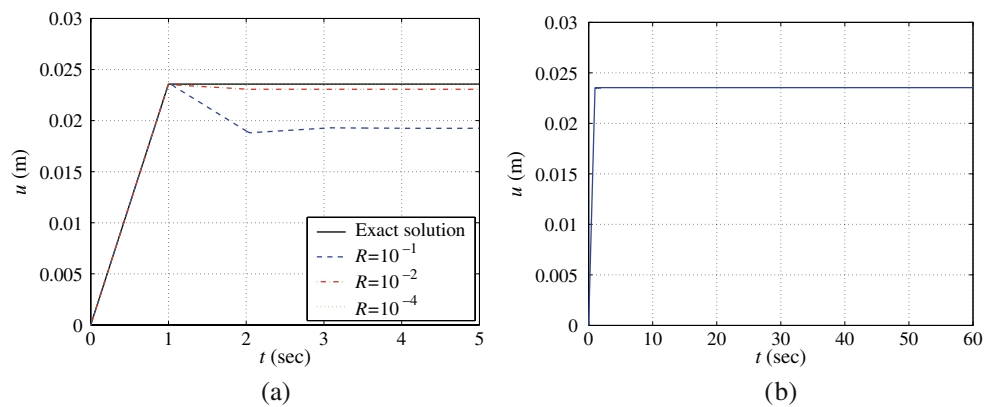 0.03
0.025
0.02
0.015
0.01
0.005
0
u (m)
0 1 2 3 4 5
t (sec)
Exact solution
R=10⁻¹
R=10⁻²
R=10⁻⁴
(a)
0.03
0.025
0.02
0.015
0.01
0.005
0
u (m)
0 10 20 30 40 50 60
t (sec)
(b)